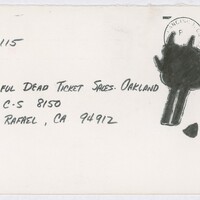 115
FUL DEAD TICKET SALES. OAKLAND
C-S 8150
RAFAEL, CA 94912